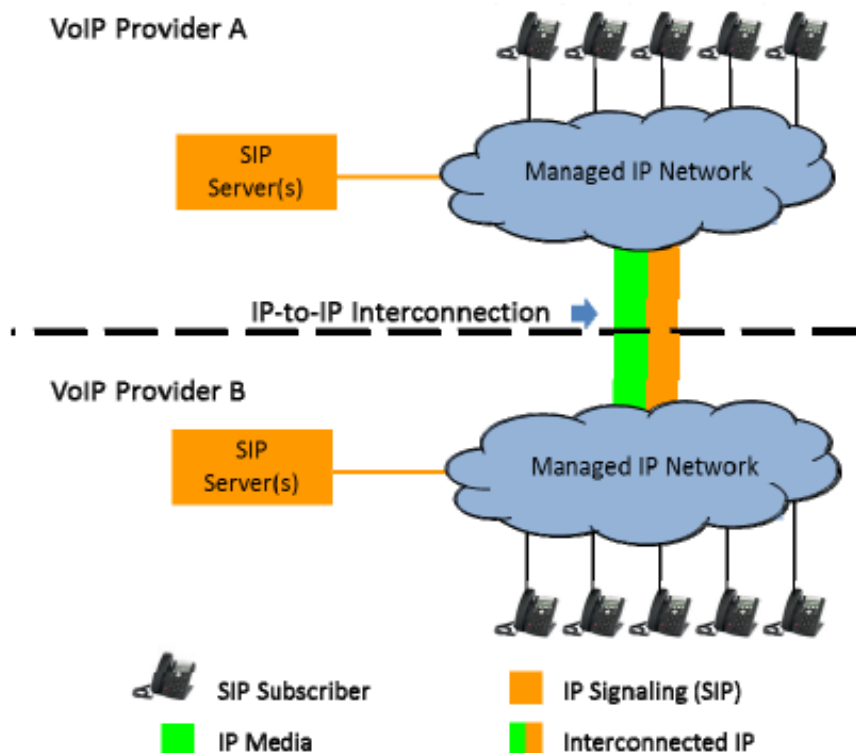 VoIP Provider A
SIP
Server(s)
Managed IP Network
IP-to-IP Interconnection
VoIP Provider B
SIP
Server(s)
Managed IP Network
SIP Subscriber
IP Signaling (SIP)
IP Media
Interconnected IP